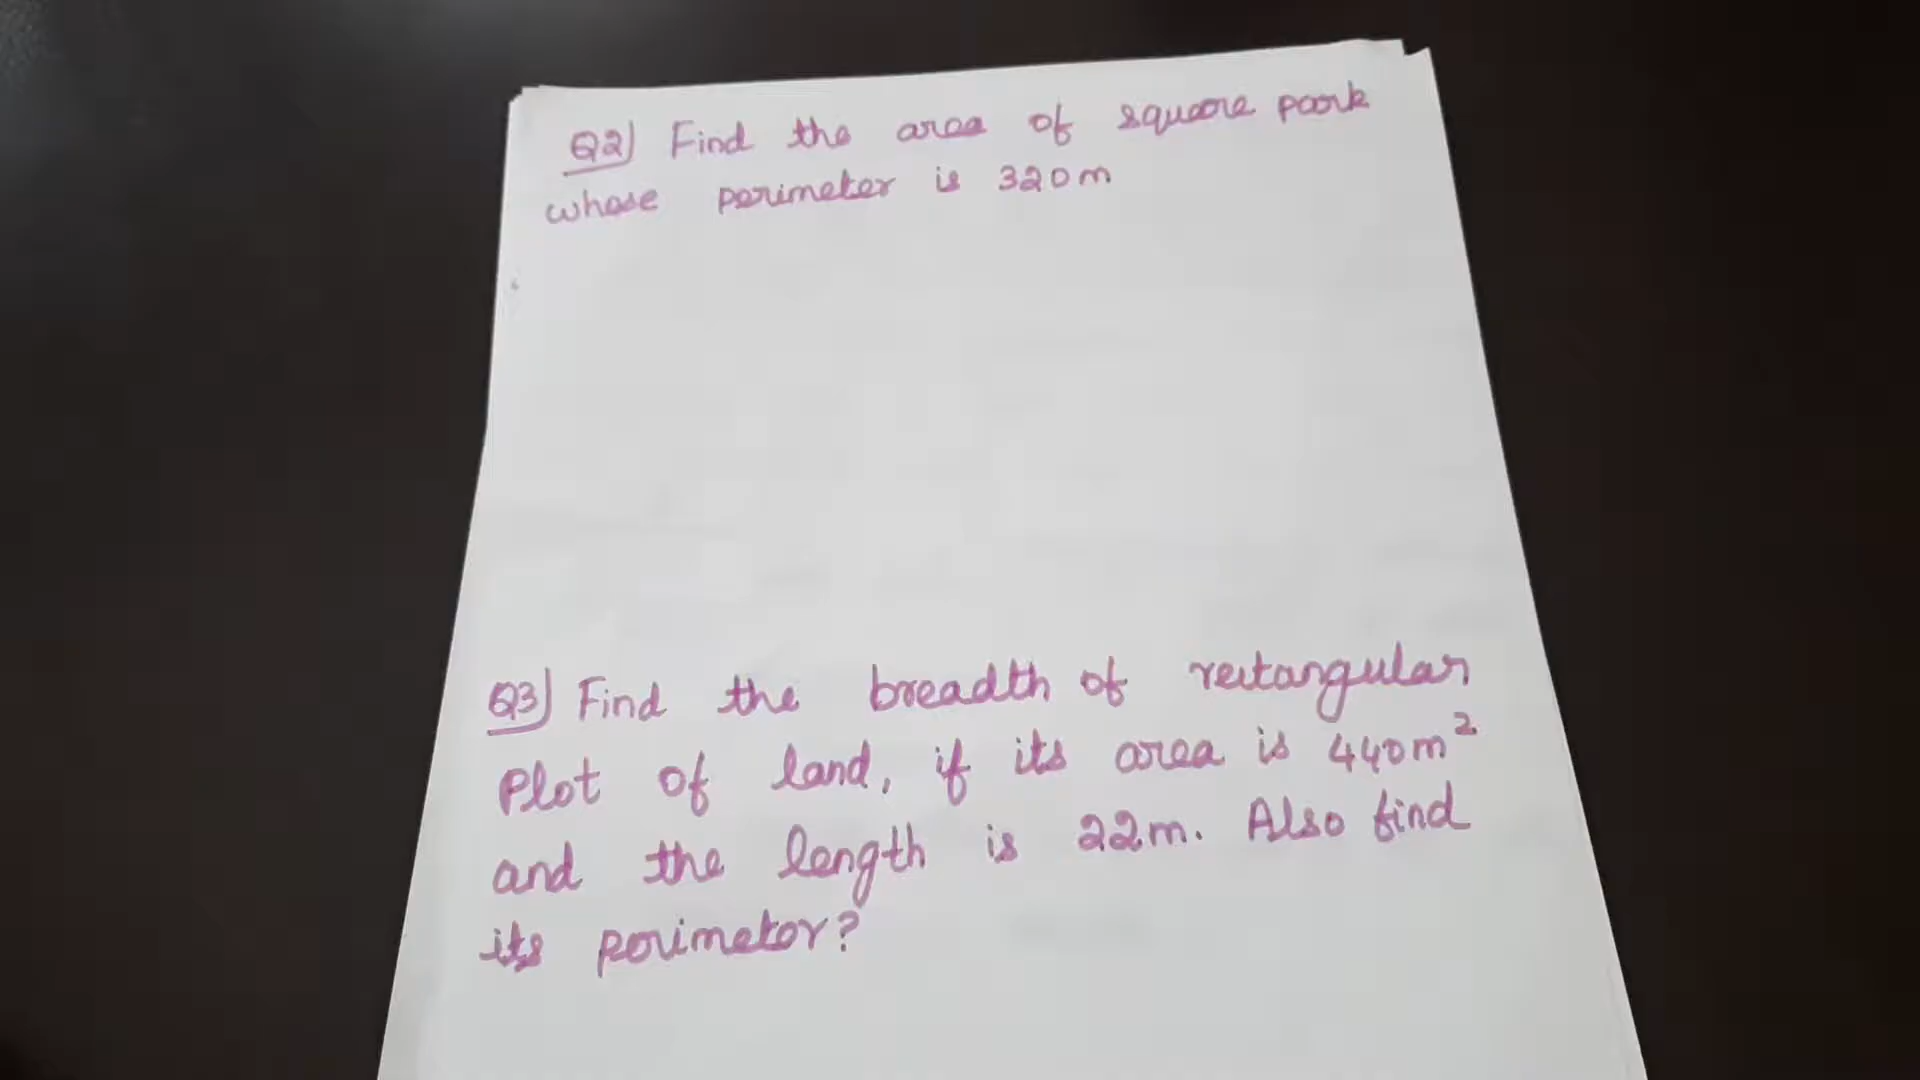 Q2) Find the area of square park
whose perimeter is 320m
Q3) Find the breadth of rectangular
Plot of land, if its area is 440m²
and the length is 22m. Also find
its perimeter?